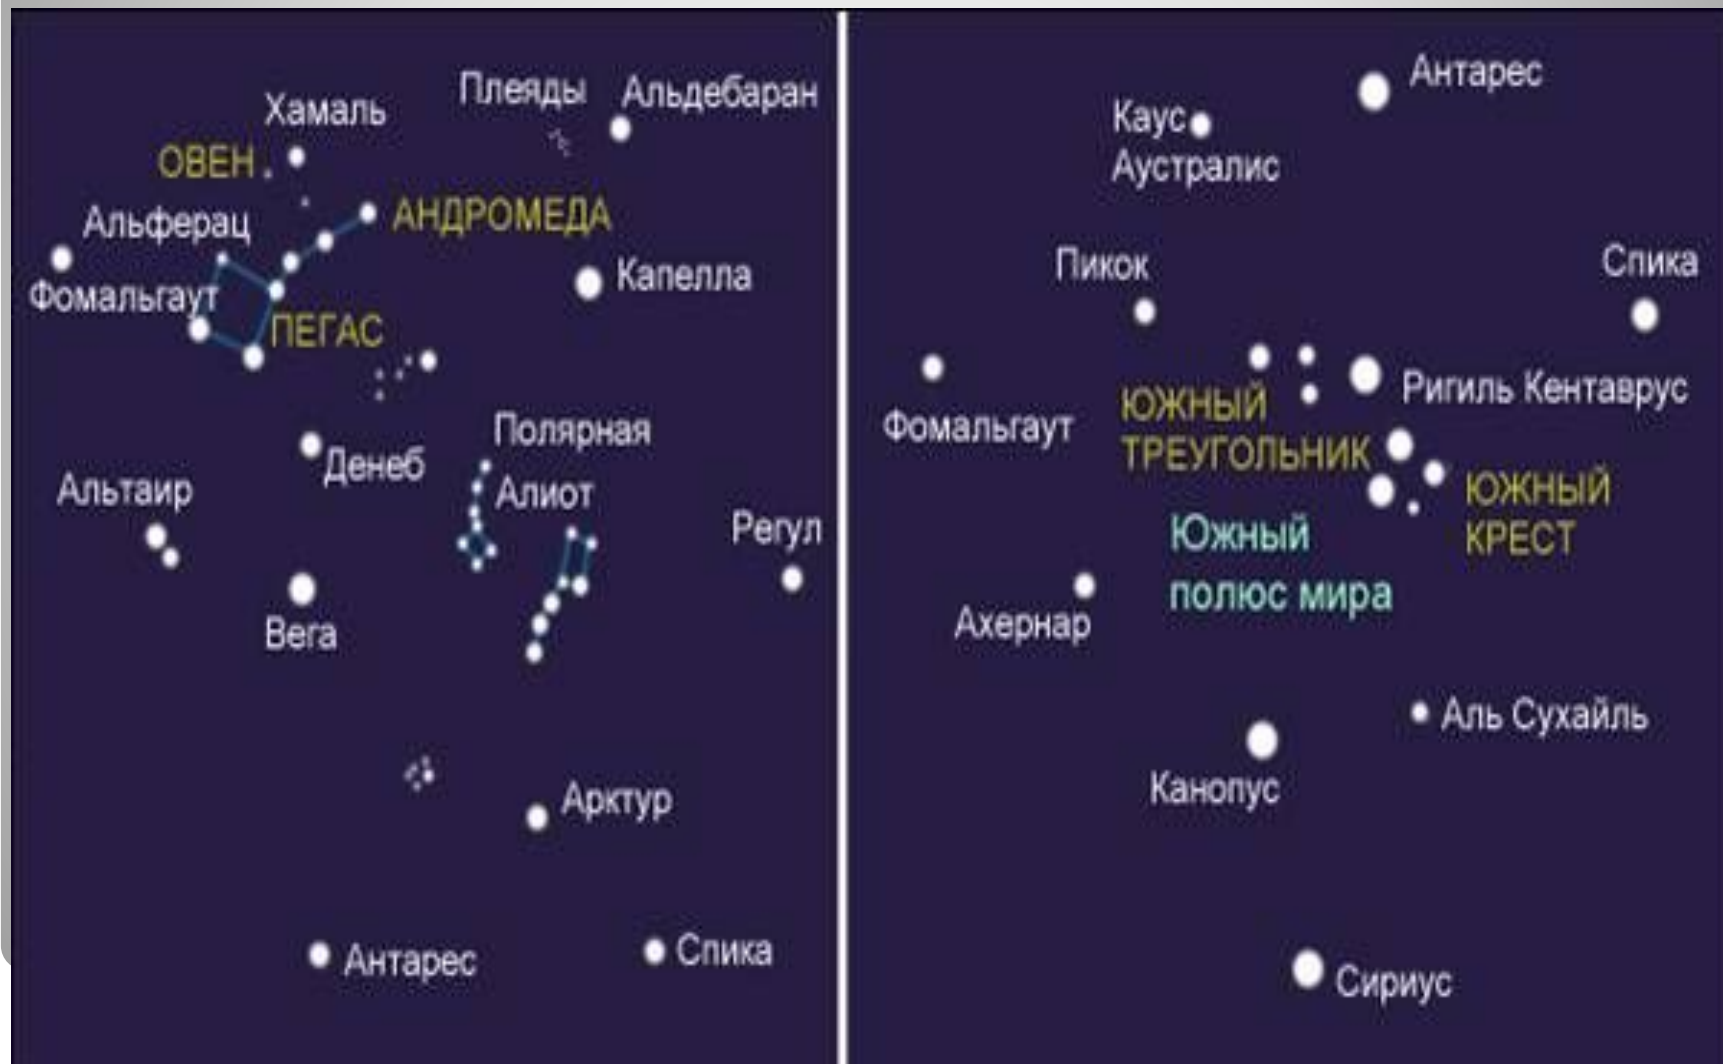 Хамаль
Плеяды
Альдебаран
ОВЕН
Альферац
АНДРОМЕДА
Фомальгаут
Капелла
ПЕГАС
Полярная
Денеб
Альтаир
Алиот
Регул
Вега
Арктур
Антарес
Спика
Антарес
Каус
Аустралис
Пикок
Спика
Ригиль Кентаврус
Фомальгаут
ЮЖНЫЙ
ТРЕУГОЛЬНИК
ЮЖНЫЙ
КРЕСТ
Южный
полюс мира
Ахернар
Аль Сухайль
Канопус
Сириус